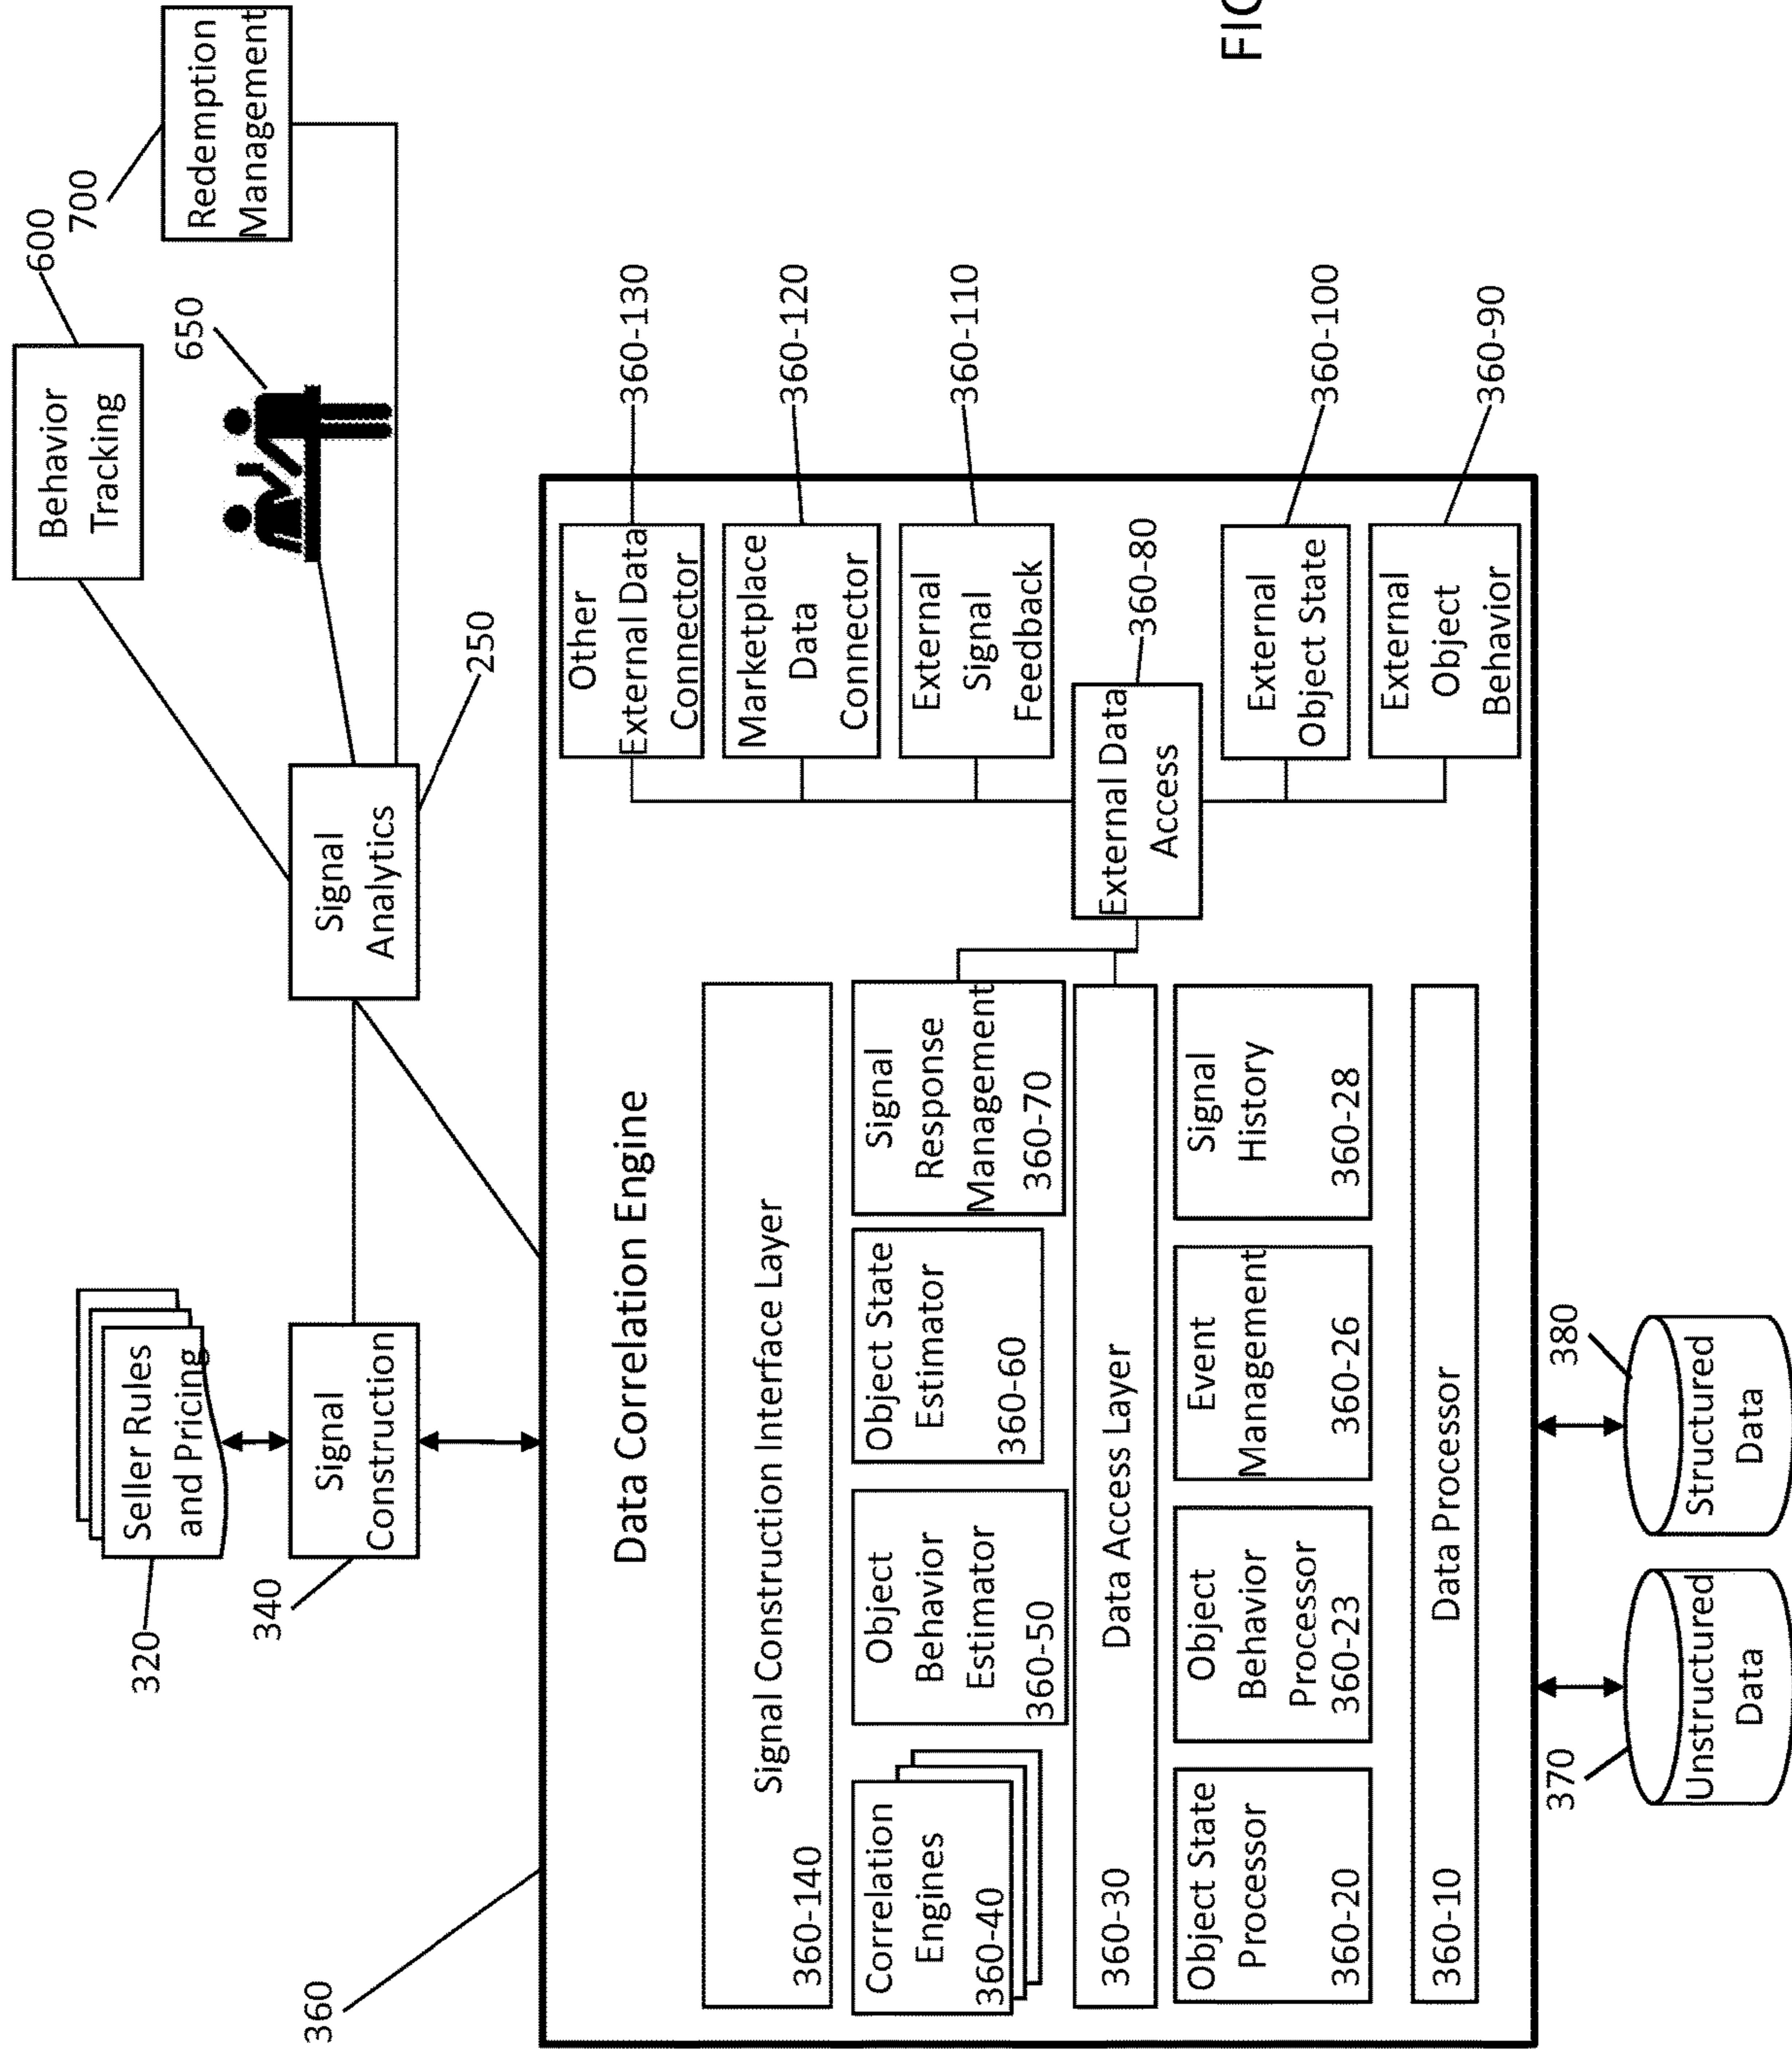 600
700
Behavior
Tracking
Redemption
Management
650
320
Seller Rules
and Pricing
340
Signal
Construction
Signal
Analytics
250
360
Data Correlation Engine
Signal Construction Interface Layer
360-140
Correlation
Engines
360-40
Object
Behavior
Estimator
360-50
Object State
Estimator
360-60
Signal
Response
Management
360-70
Data Access Layer
360-30
Object State
Processor
360-20
Object
Behavior
Processor
360-23
Event
Management
360-26
Signal
History
360-28
Data Processor
360-10
Other
External Data
Connector
360-130
Marketplace
Data
Connector
360-120
External
Signal
Feedback
360-110
External Data
Access
360-80
External
Object State
360-100
External
Object
Behavior
360-90
370
Unstructured
Data
380
Structured
Data